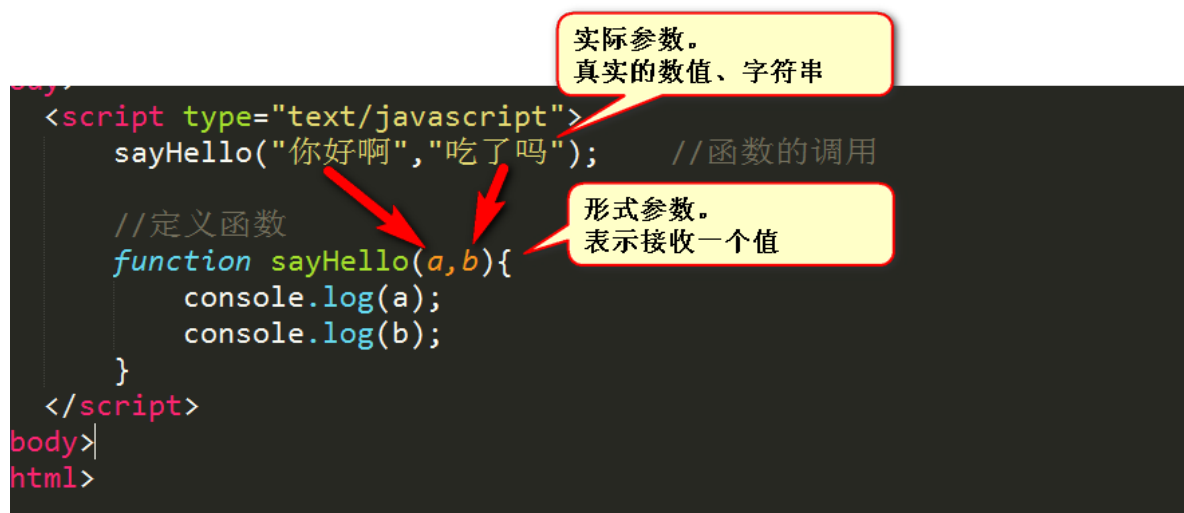 实际参数。
真实的数值、字符串
<script type="text/javascript">
sayHello("你好啊","吃了吗"); //函数的调用
形式参数。
表示接收一个值
//定义函数
function sayHello(a,b){
console.log(a);
console.log(b);
}
</script>
body>
html>